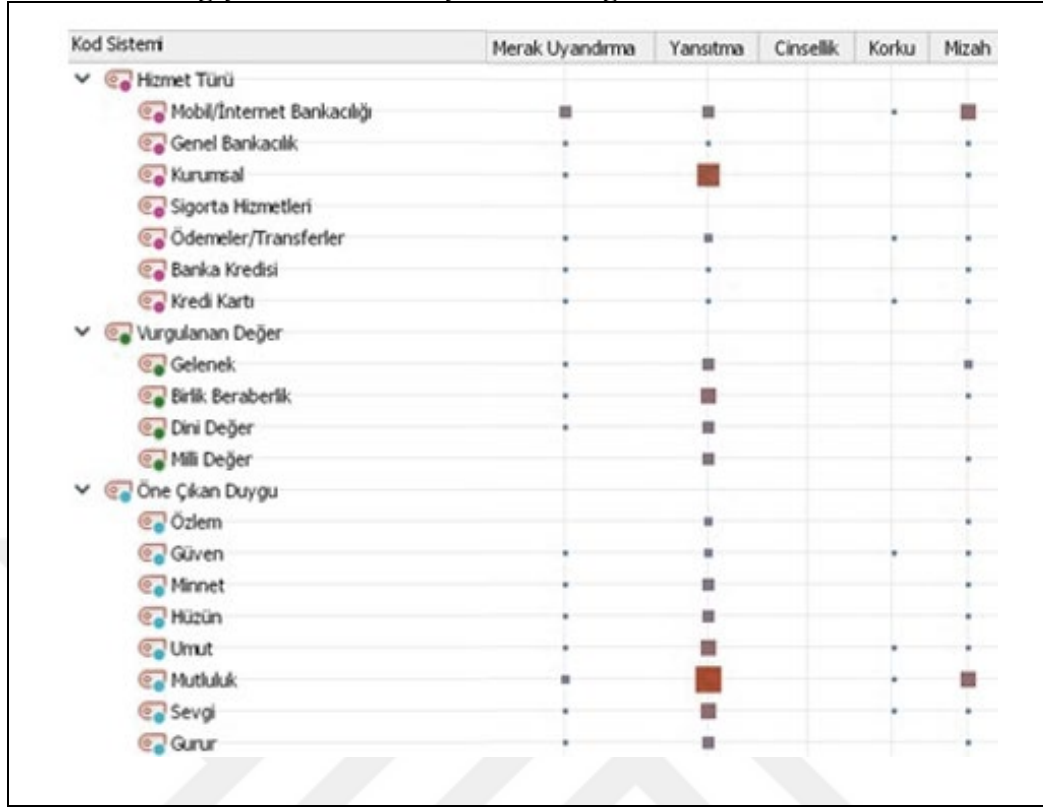 Kod Sistemi Merak Uyandırma Yansıtma Cinsellik Korku Mizah
Hizmet Türü
Mobil/İnternet Bankacılığı
Genel Bankacılık
Kurumsal
Sigorta Hizmetleri
Ödemeler/Transferler
Banka Kredisi
Kredi Kartı
Vurgulanan Değer
Gelenek
Birlik Beraberlik
Dini Değer
Milli Değer
Öne Çıkan Duygu
Özlem
Güven
Minnet
Hüzün
Umut
Mutluluk
Sevgi
Gurur